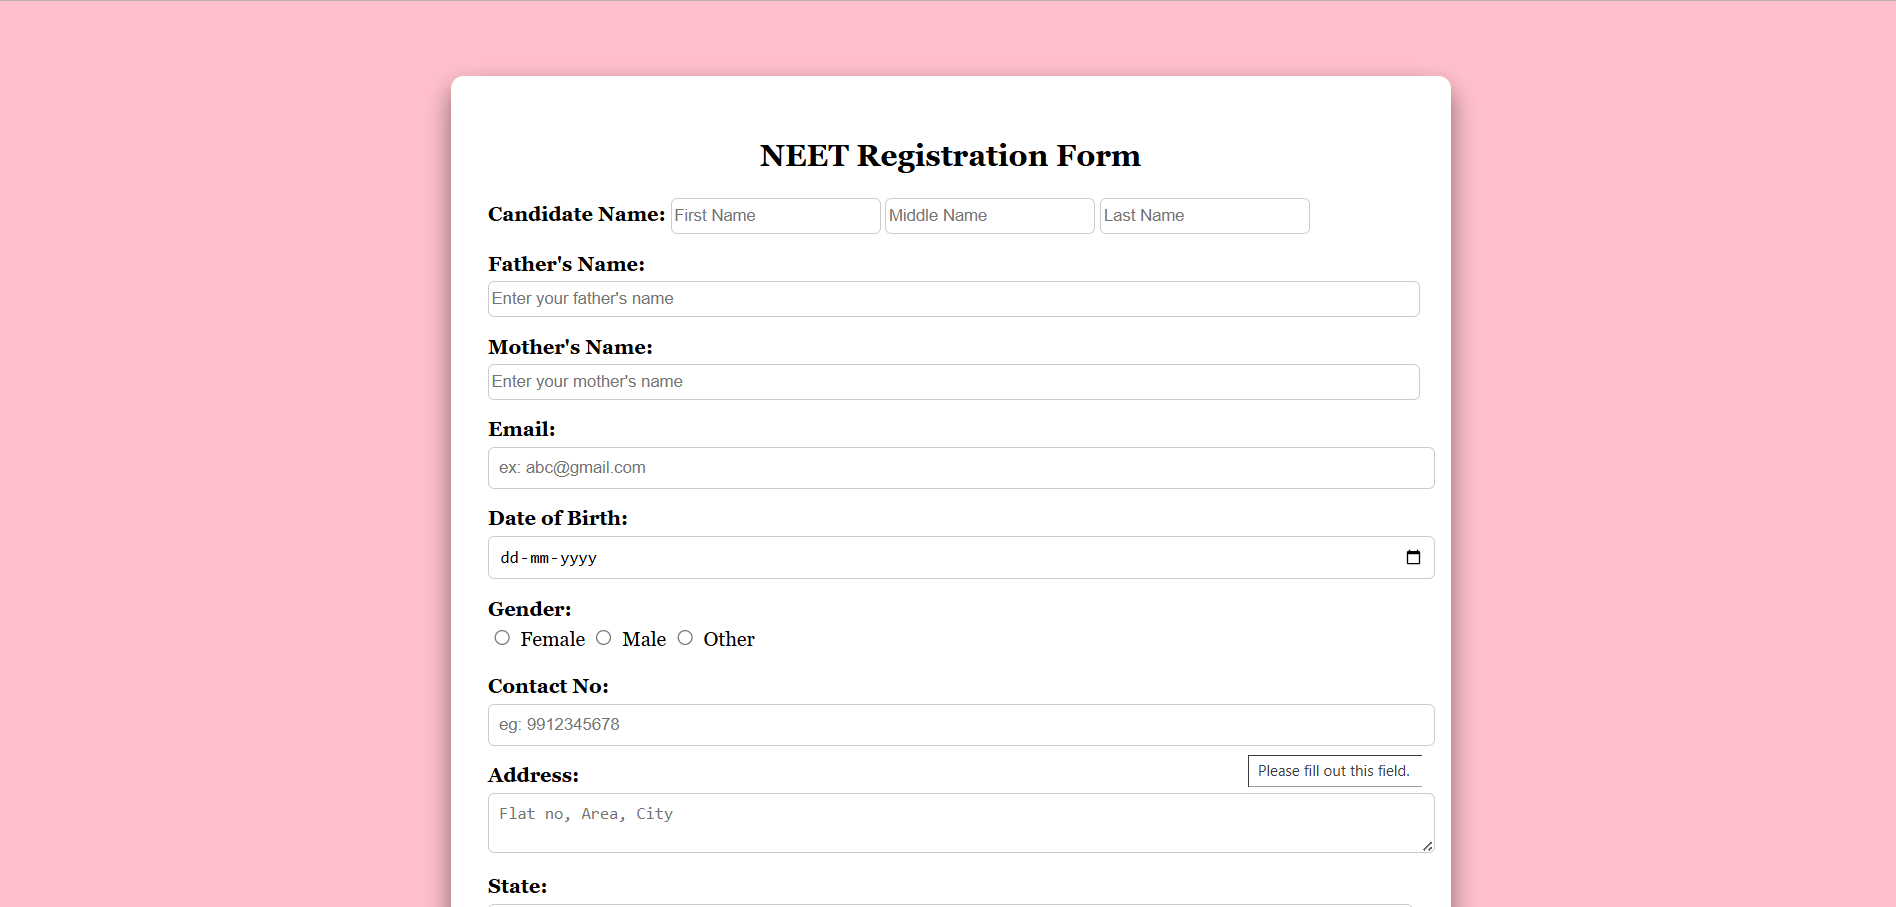 NEET Registration Form
Candidate Name: First Name Middle Name Last Name
Father's Name:
Enter your father's name
Mother's Name:
Enter your mother's name
Email:
ex: abc@gmail.com
Date of Birth:
dd-mm-yyyy
Gender:
Female Male Other
Contact No:
eg: 9912345678
Please fill out this field.
Address:
Flat no, Area, City
State: